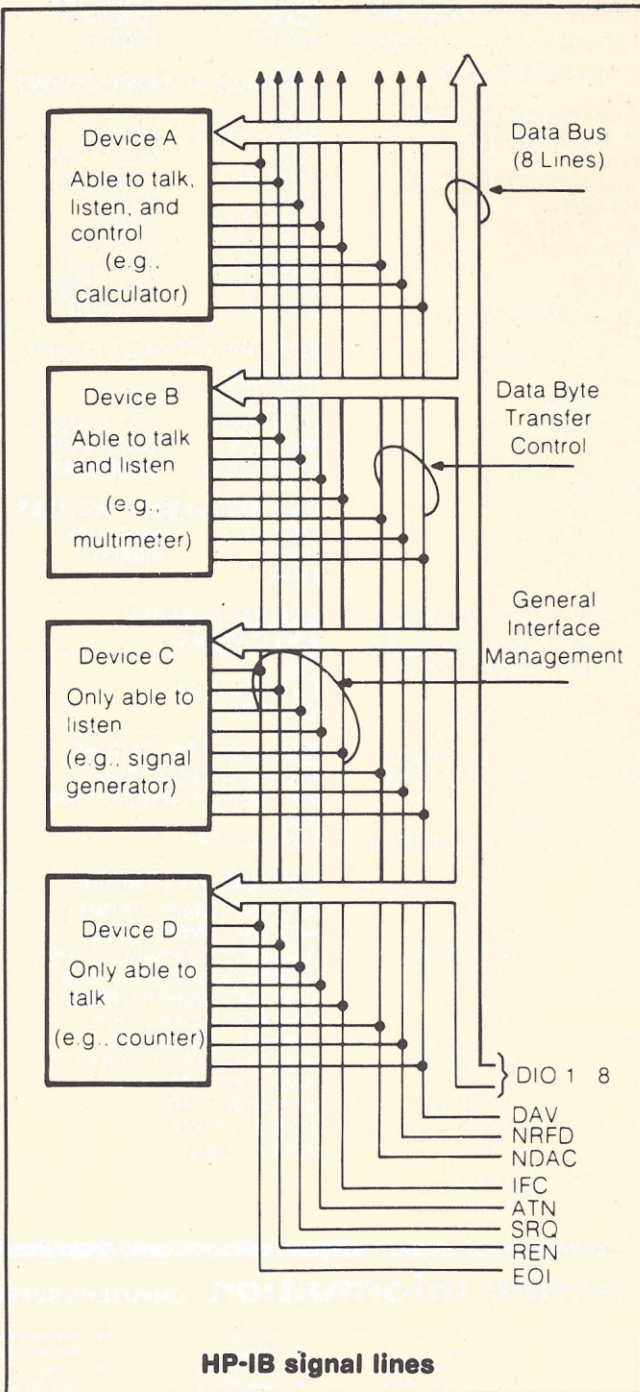 Device A
Able to talk,
listen, and
control
(e.g.,
calculator)
Data Bus
(8 Lines)
Device B
Able to talk
and listen
(e.g.,
multimeter)
Data Byte
Transfer
Control
Device C
Only able to
listen
(e.g., signal
generator)
General
Interface
Management
Device D
Only able to
talk
(e.g., counter)
DIO 1 8
DAV
NRFD
NDAC
IFC
ATN
SRQ
REN
EOI
HP-IB signal lines